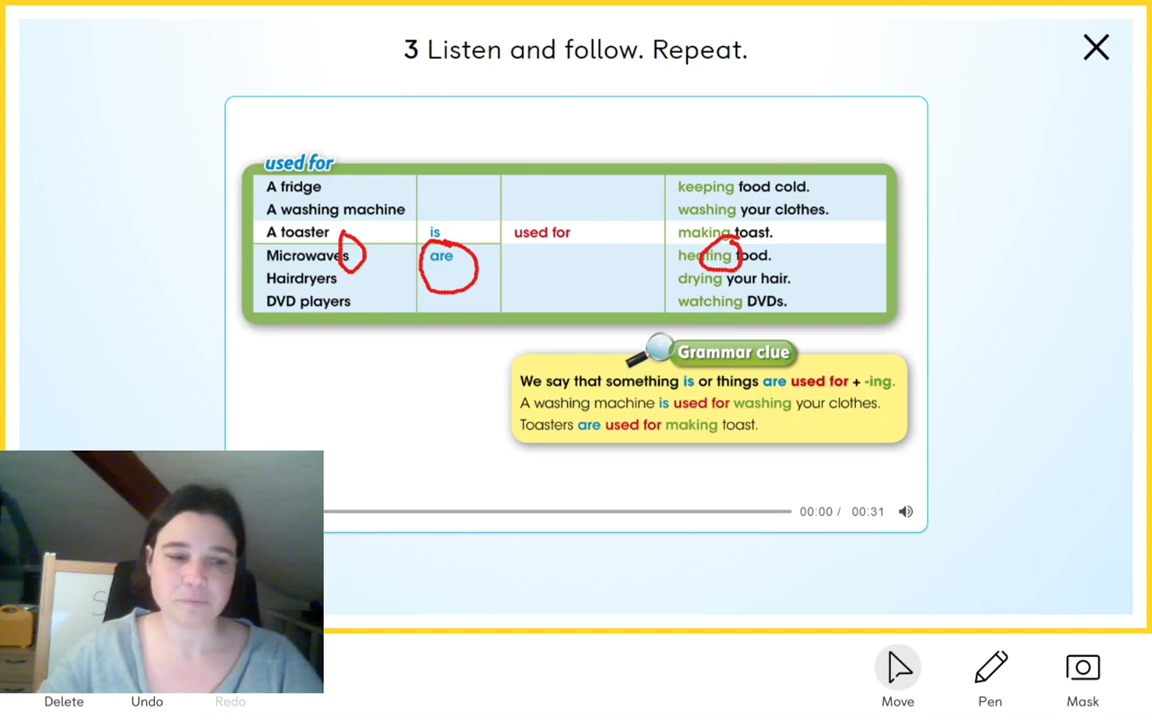 3 Listen and follow. Repeat.
used for
A fridge keeping food cold.
A washing machine washing your clothes.
A toaster is used for making toast.
Microwaves are heating food.
Hairdryers drying your hair.
DVD players watching DVDs.
Grammar clue
We say that something is or things are used for + -ing.
A washing machine is used for washing your clothes.
Toasters are used for making toast.
00:00 / 00:31
S
Delete Undo Redo Move Pen Mask